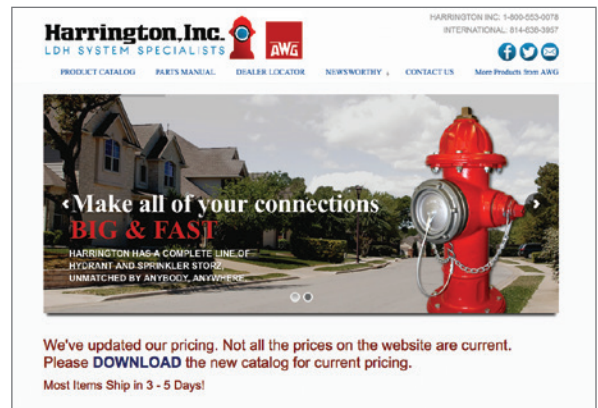 HARRINGTON INC: 1-800-553-0078
INTERNATIONAL: 814-636-3957
Harrington, Inc.
LDH SYSTEM SPECIALISTS
AWG
PRODUCT CATALOG PARTS MANUAL DEALER LOCATOR NEWSWORTHY CONTACT US More Products from AWG
Make all of your connections
BIG & FAST
HARRINGTON HAS A COMPLETE LINE OF
HYDRANT AND SPRINKLER STORZ,
UNMATCHED BY ANYBODY, ANYWHERE.
We've updated our pricing. Not all the prices on the website are current.
Please DOWNLOAD the new catalog for current pricing.
Most Items Ship in 3 - 5 Days!